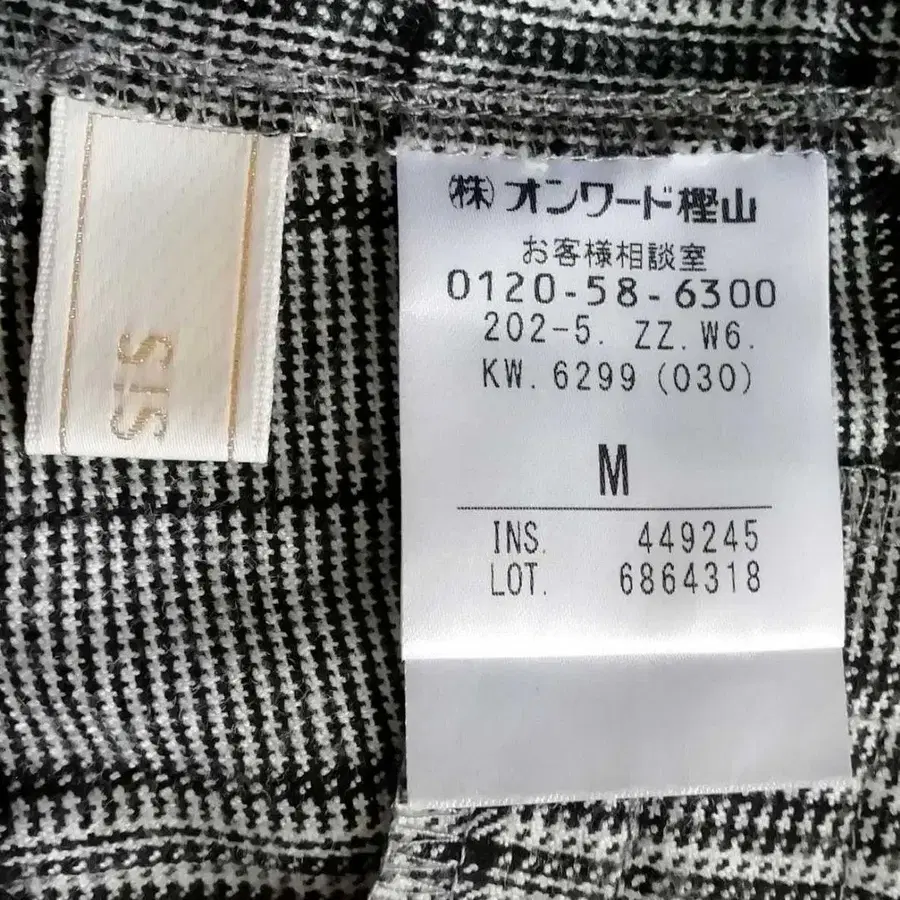 SiS
(株) オンワード樫山
お客様相談室
0120-58-6300
202-5. ZZ. W6.
KW. 6299 (030)
M
INS. 449245
LOT. 6864318